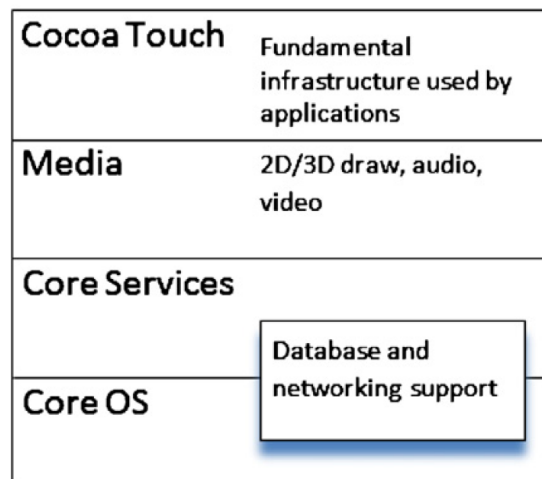 Cocoa Touch
Fundamental
infrastructure used by
applications
Media
2D/3D draw, audio,
video
Core Services
Database and
networking support
Core OS